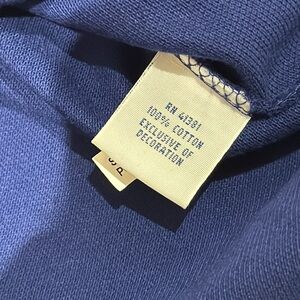 RN 41381
100% COTTON
EXCLUSIVE OF
DECORATION